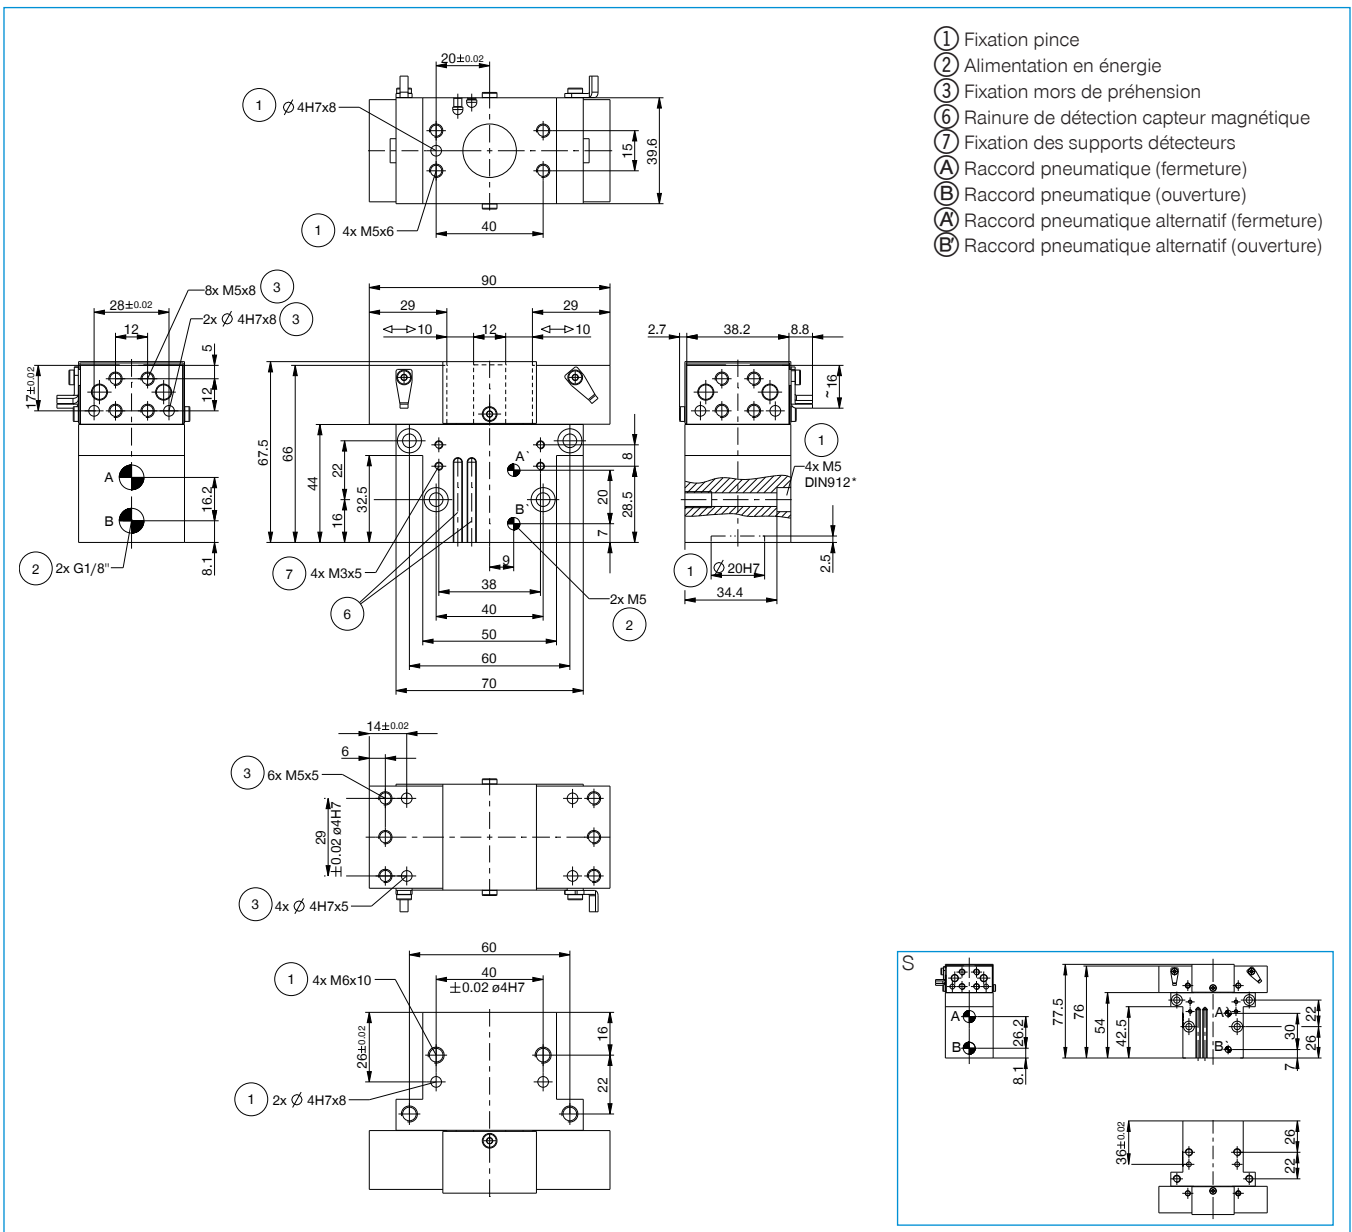 1 Fixation pince
2 Alimentation en énergie
3 Fixation mors de préhension
6 Rainure de détection capteur magnétique
7 Fixation des supports détecteurs
A Raccord pneumatique (fermeture)
B Raccord pneumatique (ouverture)
A' Raccord pneumatique alternatif (fermeture)
B' Raccord pneumatique alternatif (ouverture)
20±0.02
1 Ø 4H7x8
15
39.6
1 4x M5x6
40
28±0.02
8x M5x8 3
12
2x Ø 4H7x8 3
5
17±0.02
12
A
16.2
B
8.1
2 2x G1/8"
90
29
29
10
12
10
67.5
66
44
22
32.5
16
A`
B`
8
20
28.5
7
9
7 4x M3x5
6
38
40
50
60
70
2x M5
2
2.7
38.2
8.8
~16
1
4x M5
DIN912*
1 Ø 20H7
34.4
2.5
14±0.02
6
3 6x M5x5
29
±0.02 ø4H7
3 4x Ø 4H7x5
60
1 4x M6x10
40
±0.02 ø4H7
26±0.02
16
22
1 2x Ø 4H7x8
S
A
B
26.2
8.1
77.5
76
54
42.5
A`
B`
22
30
26
7
36±0.02
26
22